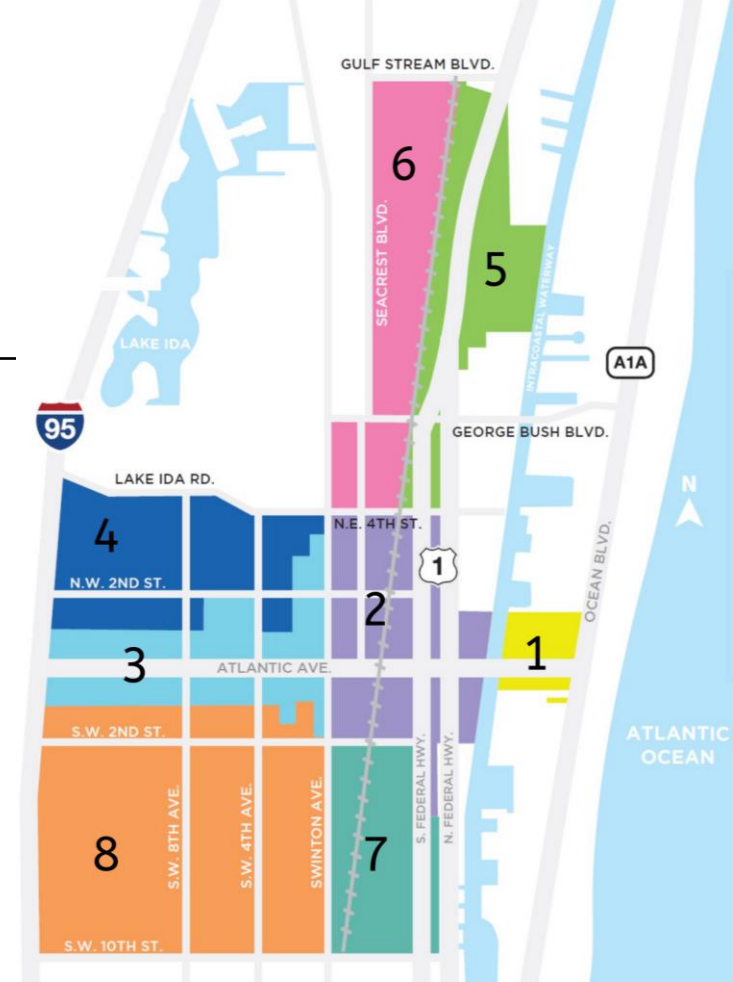 GULF STREAM BLVD.
6
SEACREST BLVD.
5
INTRACOASTAL WATERWAY
LAKE IDA
A1A
95
GEORGE BUSH BLVD.
LAKE IDA RD.
N
4
N.E. 4TH ST.
1
OCEAN BLVD.
N.W. 2ND ST.
2
3
ATLANTIC AVE.
1
S.W. 2ND ST.
ATLANTIC
OCEAN
S.W. 8TH AVE.
S.W. 4TH AVE.
SWINTON AVE.
S. FEDERAL HWY.
N. FEDERAL HWY.
8
7
S.W. 10TH ST.